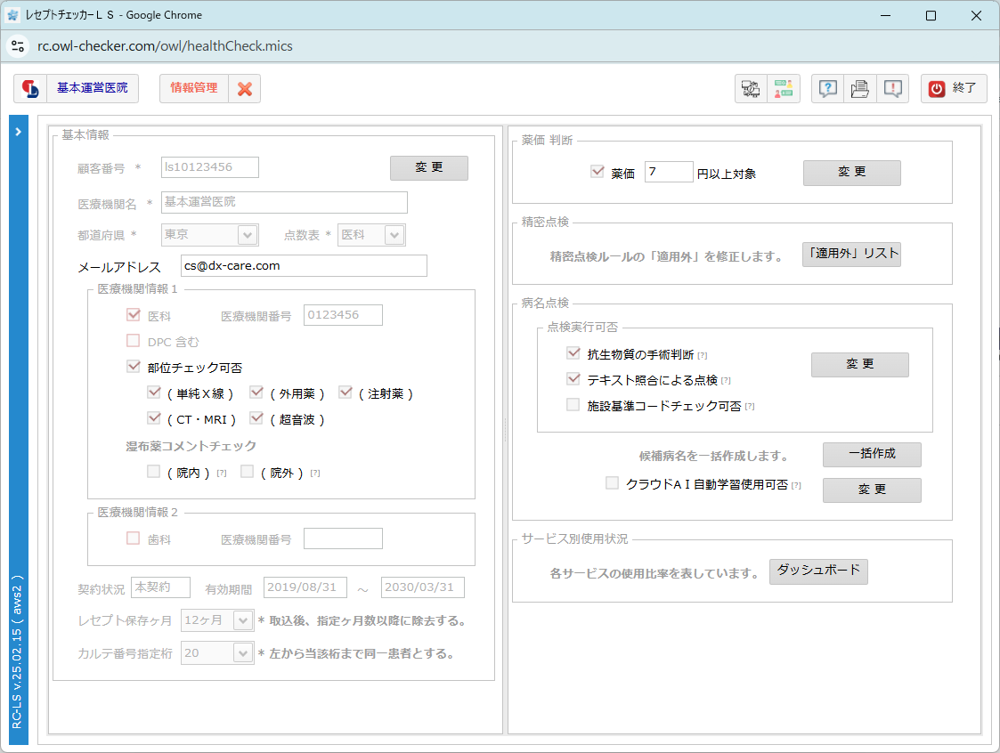 レセプトチェッカーＬＳ - Google Chrome
rc.owl-checker.com/owl/healthCheck.mics
基本運営医院
情報管理
終了
基本情報
顧客番号 * ls10123456 変 更
医療機関名 * 基本運営医院
都道府県 * 東京 点数表 * 医科
メールアドレス cs@dx-care.com
医療機関情報１
医科 医療機関番号 0123456
DPC 含む
部位チェック可否
( 単純Ｘ線 ) ( 外用薬 ) ( 注射薬 )
( CT・MRI ) ( 超音波 )
湿布薬コメントチェック
( 院内 ) [?] ( 院外 ) [?]
医療機関情報２
歯科 医療機関番号
契約状況 本契約 有効期間 2019/08/31 ～ 2030/03/31
レセプト保存ヶ月 12ヶ月 * 取込後、指定ヶ月数以降に除去する。
カルテ番号指定桁 20 * 左から当該桁まで同一患者とする。
薬価 判断
薬価 7 円以上対象 変 更
精密点検
精密点検ルールの「適用外」を修正します。 「適用外」リスト
病名点検
点検実行可否
抗生物質の手術判断 [?]
変 更
テキスト照合による点検 [?]
施設基準コードチェック可否 [?]
候補病名を一括作成します。 一括作成
クラウドＡＩ自動学習使用可否 [?] 変 更
サービス別使用状況
各サービスの使用比率を表しています。 ダッシュボード
RC-LS v.25.02.15 ( aws2 )